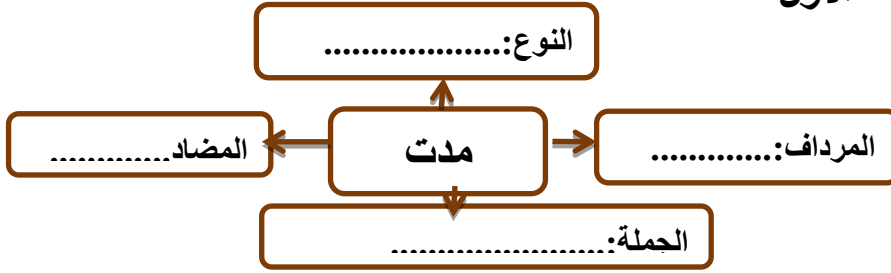 النوع:...................
المرداف:.............
مدت
المضاد.............
الجملة:.......................